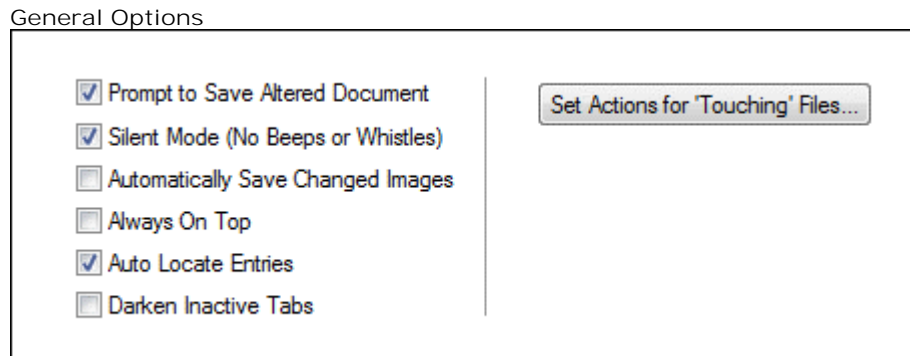 General Options
Prompt to Save Altered Document
Silent Mode (No Beeps or Whistles)
Automatically Save Changed Images
Always On Top
Auto Locate Entries
Darken Inactive Tabs
Set Actions for 'Touching' Files...